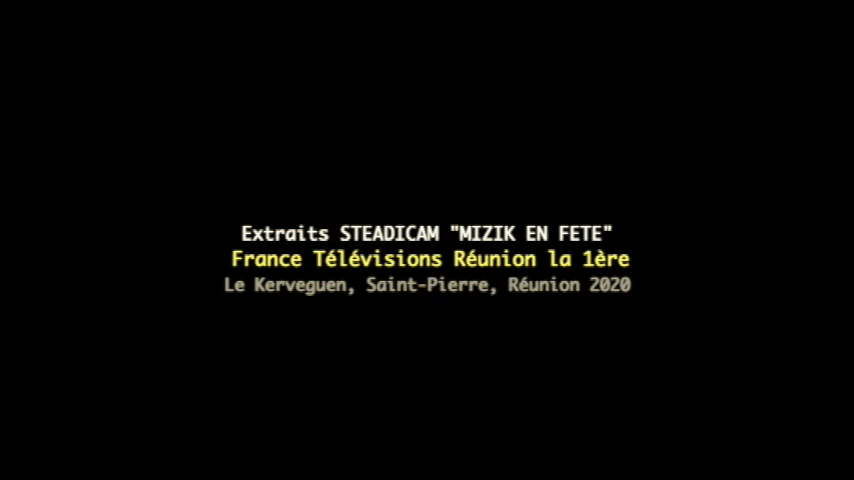 Extraits STEADICAM "MIZIK EN FETE"
France Télévisions Réunion la 1ère
Le Kerveguen, Saint-Pierre, Réunion 2020